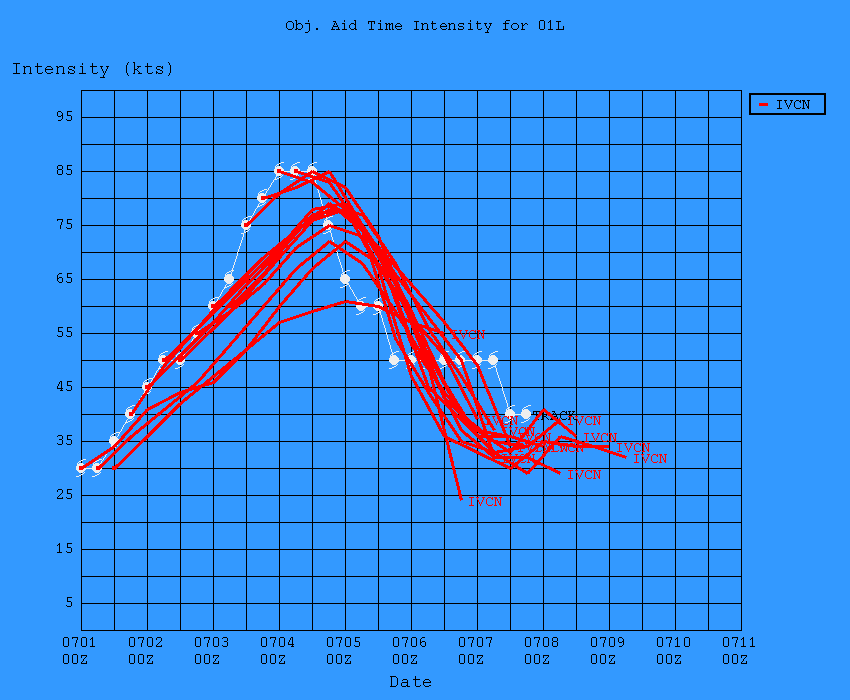 Obj. Aid Time Intensity for 01L
Intensity (kts)
IVCN
95
85
75
65
55
45
35
25
15
5
IVCN
TRACK
IVCN
IVCN
IVCN
IVCN
IVCN
IVCN
IVCN
IVCN
0701 0702 0703 0704 0705 0706 0707 0708 0709 0710 0711
00Z 00Z 00Z 00Z 00Z 00Z 00Z 00Z 00Z 00Z 00Z
Date